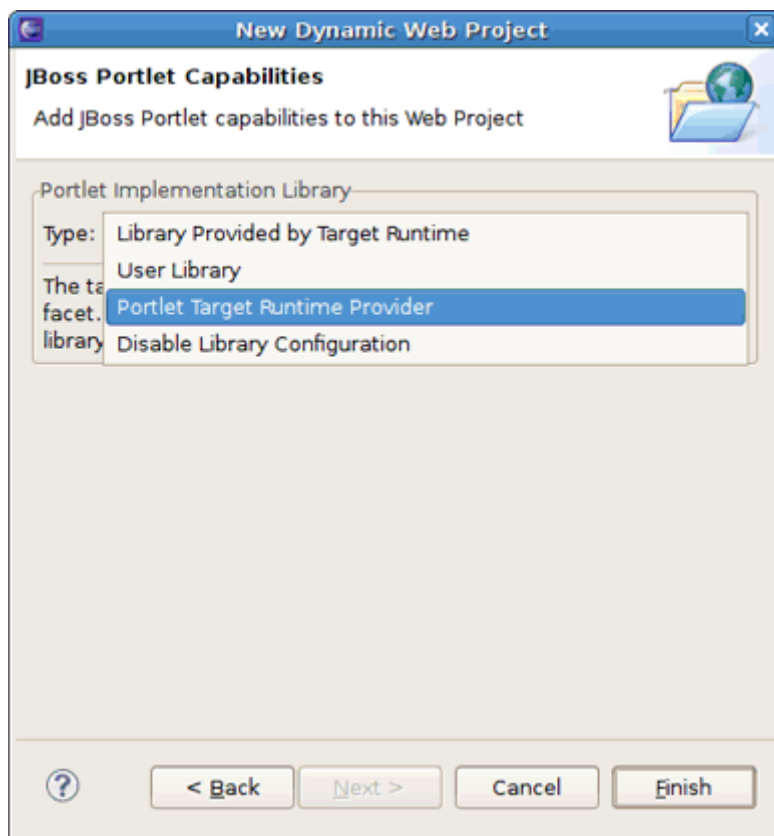 New Dynamic Web Project
JBoss Portlet Capabilities
Add JBoss Portlet capabilities to this Web Project
Portlet Implementation Library
Type: Library Provided by Target Runtime
User Library
The
Portlet Target Runtime Provider
facet.
library Disable Library Configuration
? < Back Next > Cancel Finish